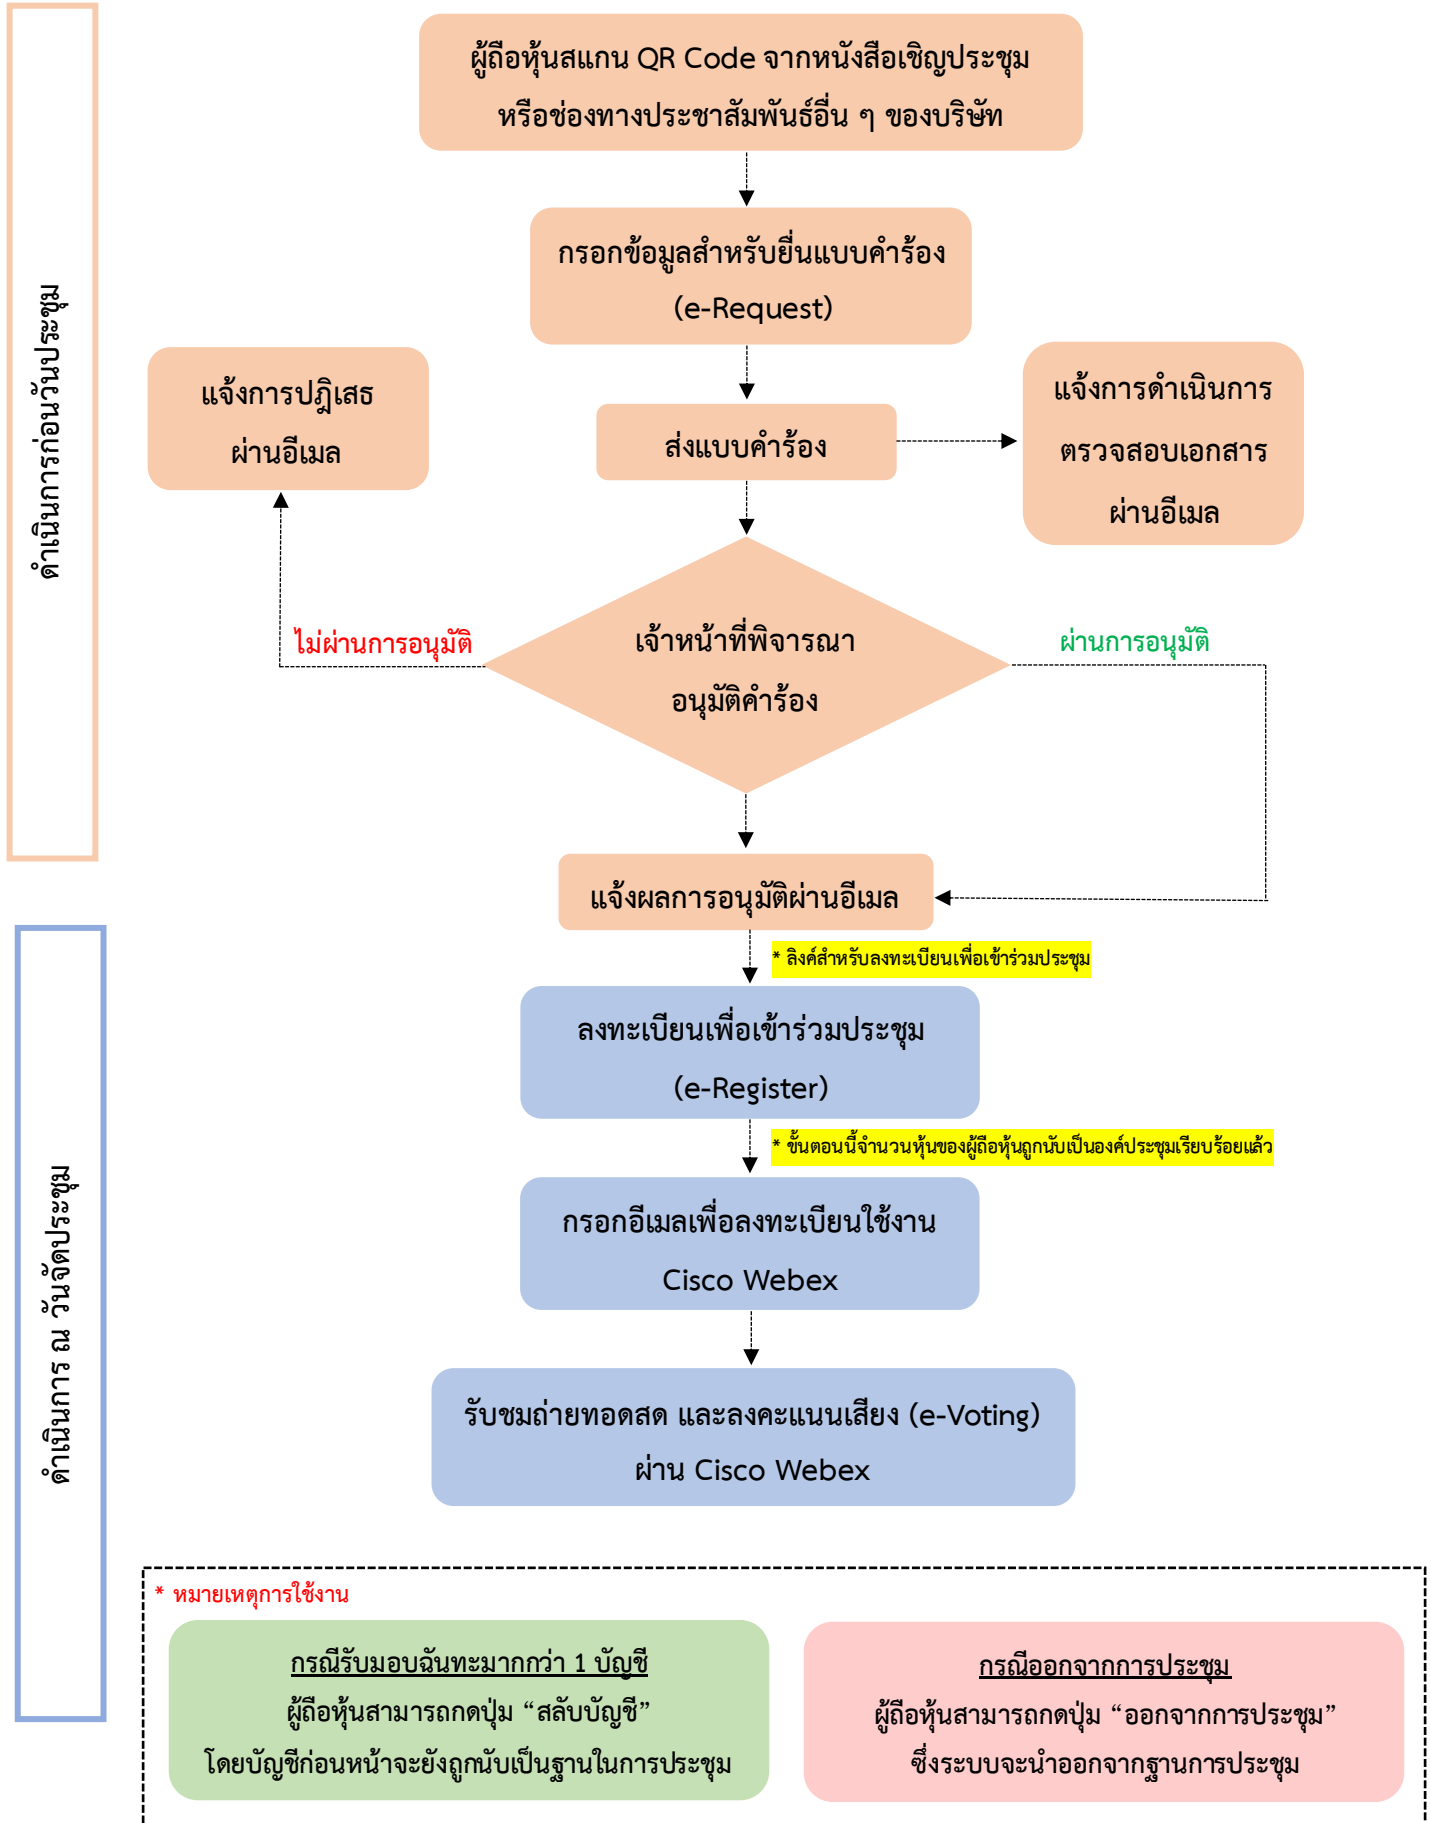 ดำเนินการก่อนวันประชุม
ผู้ถือหุ้นสแกน QR Code จากหนังสือเชิญประชุม
หรือช่องทางประชาสัมพันธ์อื่น ๆ ของบริษัท
กรอกข้อมูลสำหรับยื่นแบบคำร้อง
(e-Request)
แจ้งการปฎิเสธ
ผ่านอีเมล
ส่งแบบคำร้อง
แจ้งการดำเนินการ
ตรวจสอบเอกสาร
ผ่านอีเมล
ไม่ผ่านการอนุมัติ
เจ้าหน้าที่พิจารณา
อนุมัติคำร้อง
ผ่านการอนุมัติ
แจ้งผลการอนุมัติผ่านอีเมล
* ลิงค์สำหรับลงทะเบียนเพื่อเข้าร่วมประชุม
ดำเนินการ ณ วันจัดประชุม
ลงทะเบียนเพื่อเข้าร่วมประชุม
(e-Register)
* ขั้นตอนนี้จำนวนหุ้นของผู้ถือหุ้นถูกนับเป็นองค์ประชุมเรียบร้อยแล้ว
กรอกอีเมลเพื่อลงทะเบียนใช้งาน
Cisco Webex
รับชมถ่ายทอดสด และลงคะแนนเสียง (e-Voting)
ผ่าน Cisco Webex
* หมายเหตุการใช้งาน
กรณีรับมอบฉันทะมากกว่า 1 บัญชี
ผู้ถือหุ้นสามารถกดปุ่ม “สลับบัญชี”
โดยบัญชีก่อนหน้าจะยังถูกนับเป็นฐานในการประชุม
กรณีออกจากการประชุม
ผู้ถือหุ้นสามารถกดปุ่ม “ออกจากการประชุม”
ซึ่งระบบจะนำออกจากฐานการประชุม